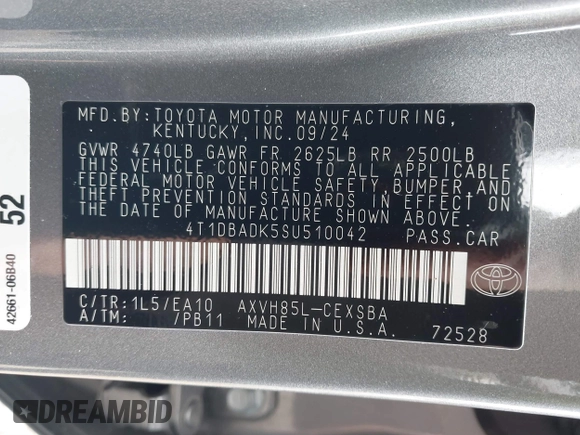 MFD.BY:TOYOTA MOTOR MANUFACTURING,
KENTUCKY,INC.09/24
GVWR 4740LB GAWR FR 2625LB RR 2500LB
THIS VEHICLE CONFORMS TO ALL APPLICABLE
FEDERAL MOTOR VEHICLE SAFETY,BUMPER,AND
THEFT PREVENTION STANDARDS IN EFFECT ON
THE DATE OF MANUFACTURE SHOWN ABOVE.
4T1DBADK5SU510042 PASS.CAR
C/TR:1L5/EA10 AXVH85L-CEXSBA
A/TM: /PB11 MADE IN U.S.A. 72528
52
42661-06B40
DREAMBID